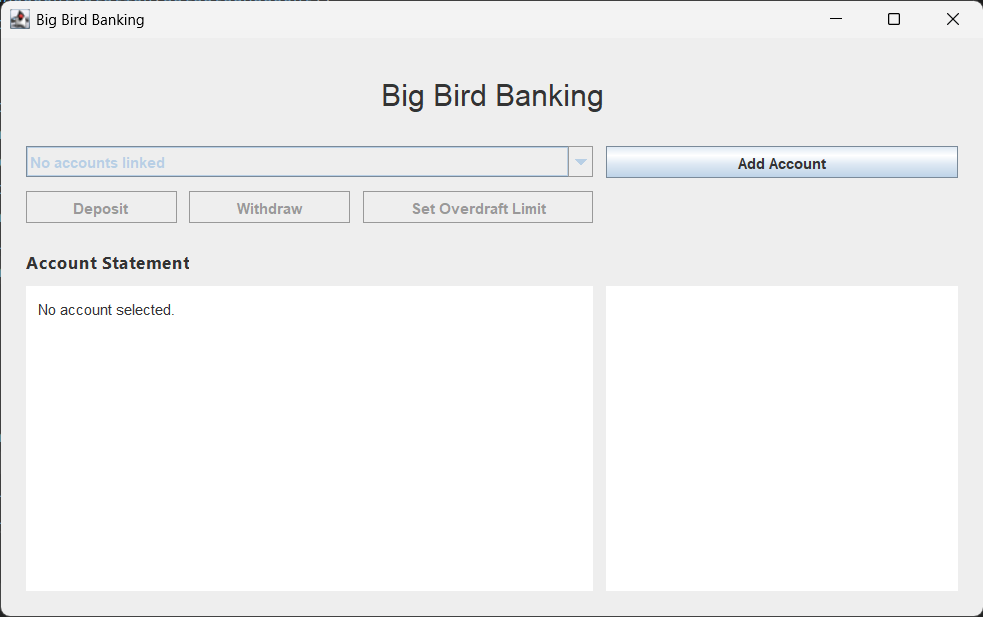 Big Bird Banking
Big Bird Banking
No accounts linked
Add Account
Deposit
Withdraw
Set Overdraft Limit
Account Statement
No account selected.